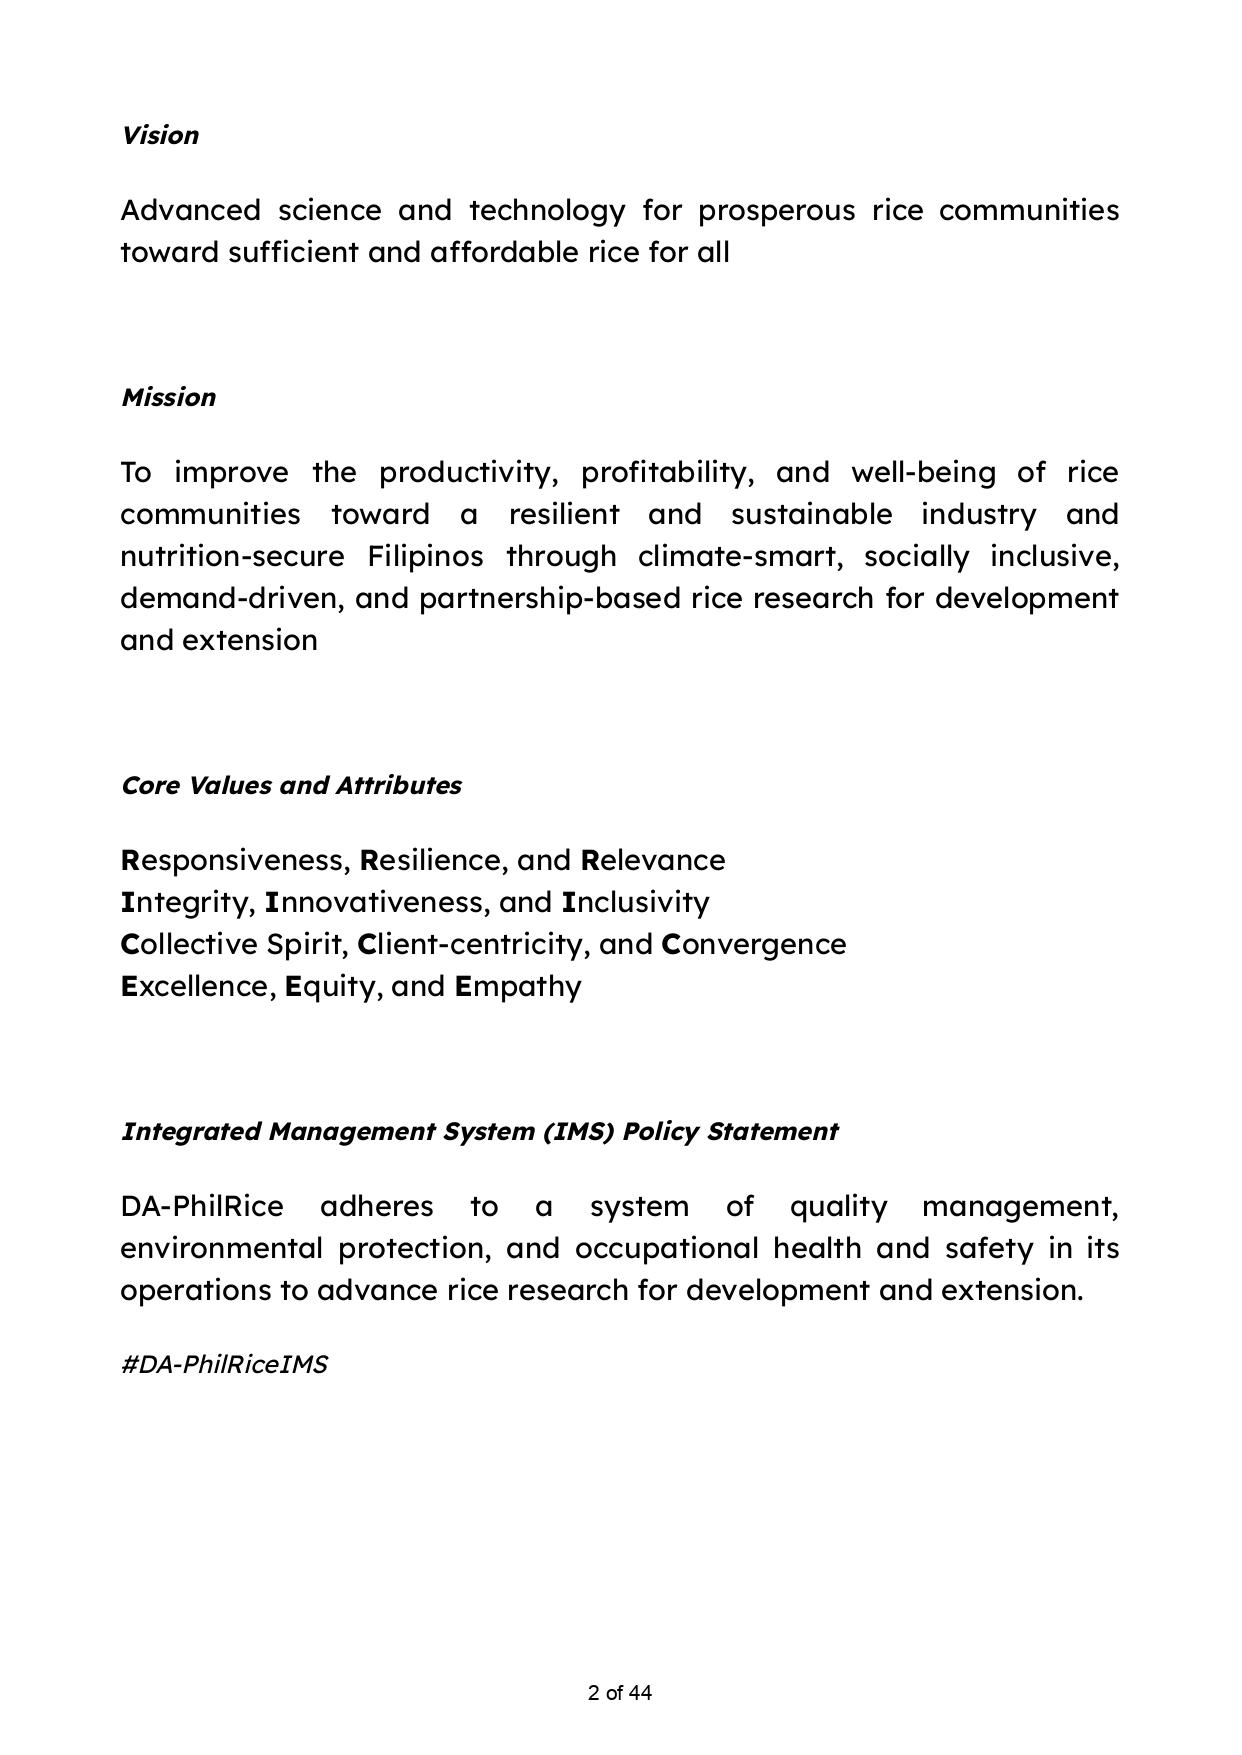 Vision
Advanced science and technology for prosperous rice communities
toward sufficient and affordable rice for all
Mission
To improve the productivity, profitability, and well-being of rice
communities toward a resilient and sustainable industry and
nutrition-secure Filipinos through climate-smart, socially inclusive,
demand-driven, and partnership-based rice research for development
and extension
Core Values and Attributes
Responsiveness, Resilience, and Relevance
Integrity, Innovativeness, and Inclusivity
Collective Spirit, Client-centricity, and Convergence
Excellence, Equity, and Empathy
Integrated Management System (IMS) Policy Statement
DA-PhilRice adheres to a system of quality management,
environmental protection, and occupational health and safety in its
operations to advance rice research for development and extension.
#DA-PhilRiceIMS
2 of 44